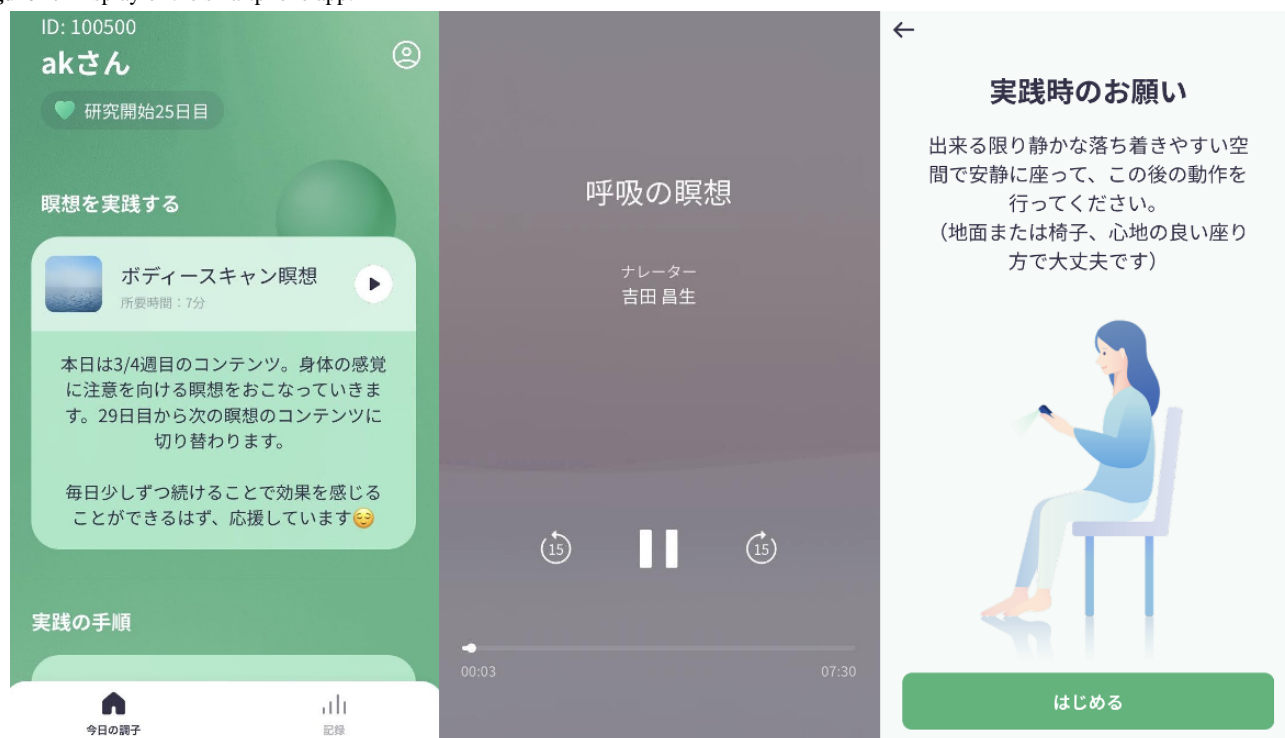 ID: 100500
akさん
研究開始25日目
瞑想を実践する
ボディースキャン瞑想
所要時間：7分
本日は3/4週目のコンテンツ。身体の感覚
に注意を向ける瞑想をおこなっていきま
す。29日目から次の瞑想のコンテンツに
切り替わります。
毎日少しずつ続けることで効果を感じる
ことができるはず、応援しています😌
実践の手順
今日の調子
記録
呼吸の瞑想
ナレーター
吉田 昌生
15
15
00:03
07:30
実践時のお願い
出来る限り静かな落ち着きやすい空
間で安静に座って、この後の動作を
行ってください。
（地面または椅子、心地の良い座り
方で大丈夫です）
はじめる